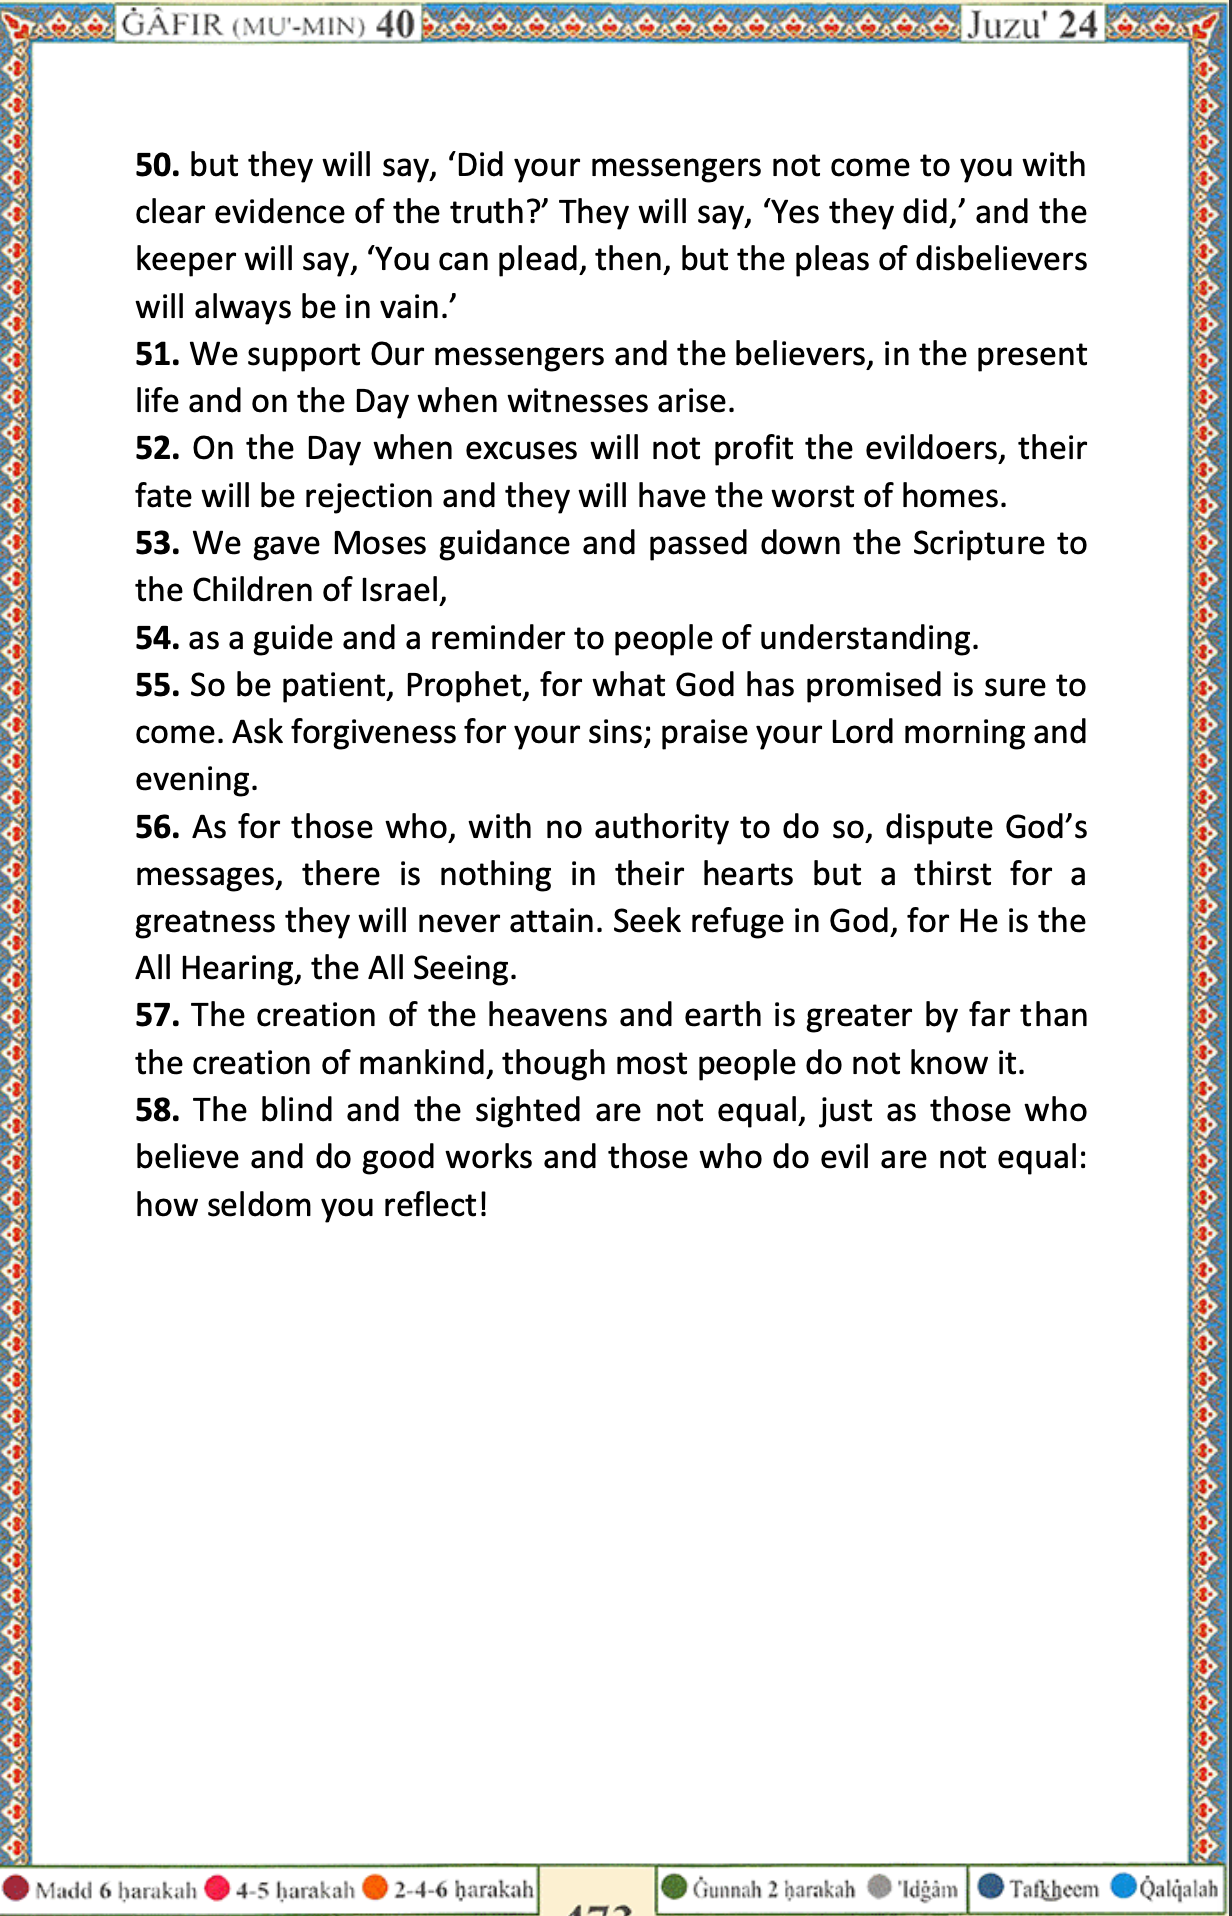 ĠÂFIR (MU'-MIN) 40 Juzu' 24
50. but they will say, ‘Did your messengers not come to you with
clear evidence of the truth?’ They will say, ‘Yes they did,’ and the
keeper will say, ‘You can plead, then, but the pleas of disbelievers
will always be in vain.’
51. We support Our messengers and the believers, in the present
life and on the Day when witnesses arise.
52. On the Day when excuses will not profit the evildoers, their
fate will be rejection and they will have the worst of homes.
53. We gave Moses guidance and passed down the Scripture to
the Children of Israel,
54. as a guide and a reminder to people of understanding.
55. So be patient, Prophet, for what God has promised is sure to
come. Ask forgiveness for your sins; praise your Lord morning and
evening.
56. As for those who, with no authority to do so, dispute God’s
messages, there is nothing in their hearts but a thirst for a
greatness they will never attain. Seek refuge in God, for He is the
All Hearing, the All Seeing.
57. The creation of the heavens and earth is greater by far than
the creation of mankind, though most people do not know it.
58. The blind and the sighted are not equal, just as those who
believe and do good works and those who do evil are not equal:
how seldom you reflect!
Madd 6 ḥarakah 4-5 ḥarakah 2-4-6 ḥarakah Ġunnah 2 ḥarakah 'Idġâm Tafkheem Q̇alq̇alah